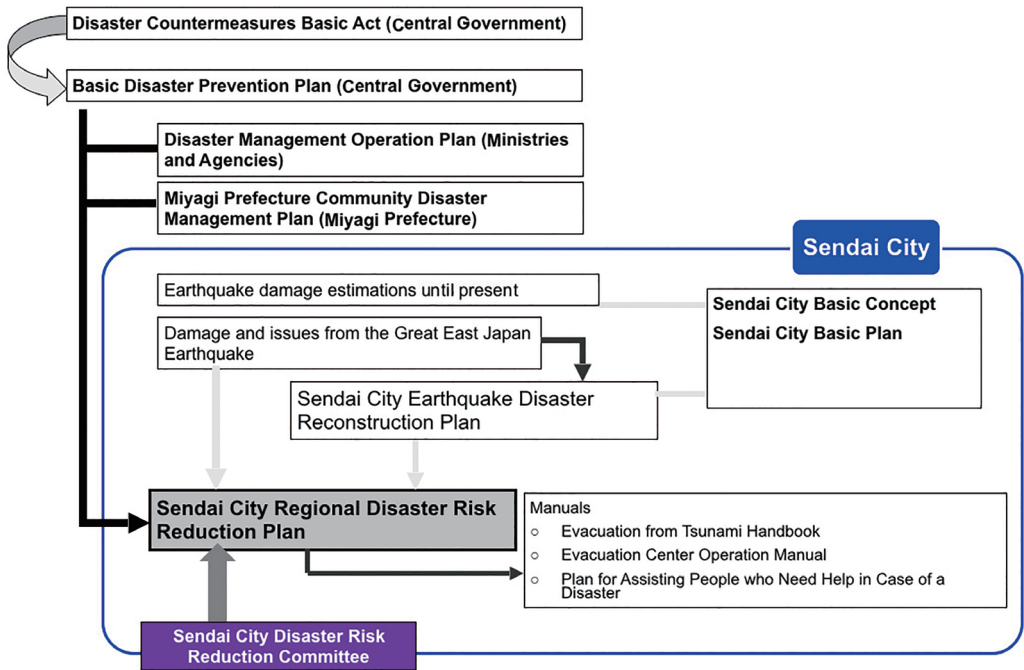 Disaster Countermeasures Basic Act (Central Government)
Basic Disaster Prevention Plan (Central Government)
Disaster Management Operation Plan (Ministries
and Agencies)
Miyagi Prefecture Community Disaster
Management Plan (Miyagi Prefecture)
Sendai City
Earthquake damage estimations until present
Sendai City Basic Concept
Sendai City Basic Plan
Damage and issues from the Great East Japan
Earthquake
Sendai City Earthquake Disaster
Reconstruction Plan
Sendai City Regional Disaster Risk
Reduction Plan
Manuals
○ Evacuation from Tsunami Handbook
○ Evacuation Center Operation Manual
○ Plan for Assisting People who Need Help in Case of a
Disaster
Sendai City Disaster Risk
Reduction Committee